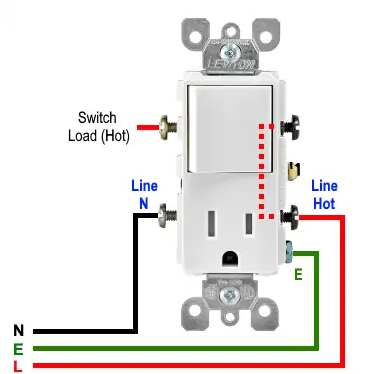 LEVITON
Switch
Load (Hot)
Line
N
Line
Hot
E
N
E
L